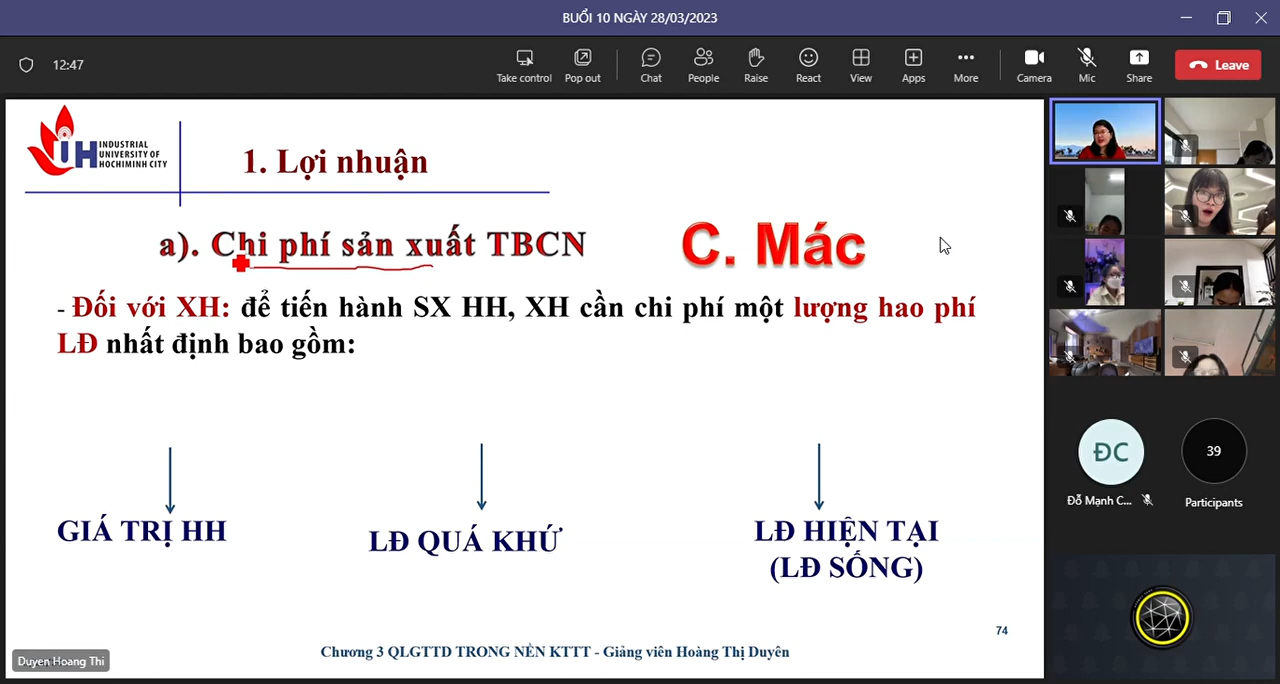 BUỔI 10 NGÀY 28/03/2023
12:47
Take control
Pop out
Chat
People
Raise
React
View
Apps
More
Camera
Mic
Share
Leave
IUH
INDUSTRIAL
UNIVERSITY OF
HOCHIMINH CITY
1. Lợi nhuận
a). Chi phí sản xuất TBCN
C. Mác
- Đối với XH: để tiến hành SX HH, XH cần chi phí một lượng hao phí
LĐ nhất định bao gồm:
GIÁ TRỊ HH
LĐ QUÁ KHỨ
LĐ HIỆN TẠI
(LĐ SỐNG)
74
Chương 3 QLGTTD TRONG NỀN KTTT - Giảng viên Hoàng Thị Duyên
Duyen Hoang Thi
ĐC
Đỗ Mạnh C...
39
Participants